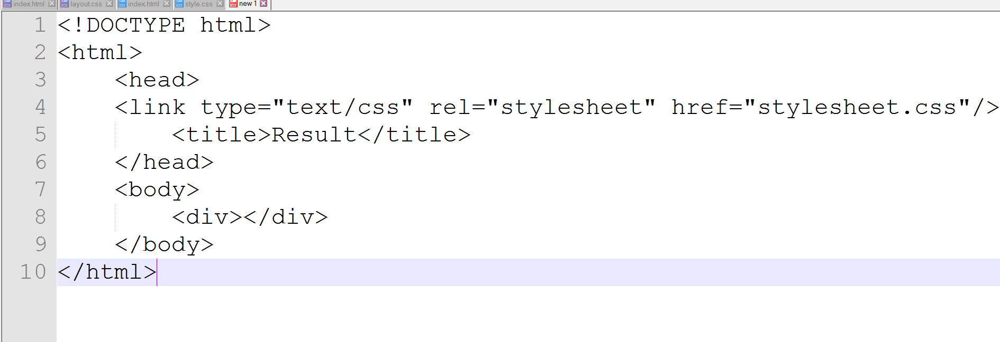 index.html layout.css index.html style.css new 1
1 <!DOCTYPE html>
2 <html>
3     <head>
4     <link type="text/css" rel="stylesheet" href="stylesheet.css"/>
5         <title>Result</title>
6     </head>
7     <body>
8         <div></div>
9     </body>
10 </html>